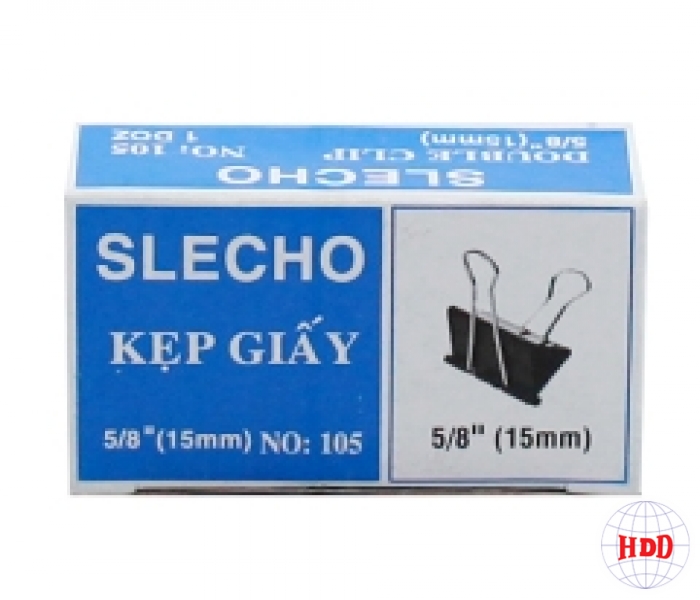 SLECHO
DOUBLE CLIP NO: 105
5/8" (15mm) 1 DOZ
SLECHO
KẸP GIẤY
5/8" (15mm) NO: 105
5/8" (15mm)
HDD